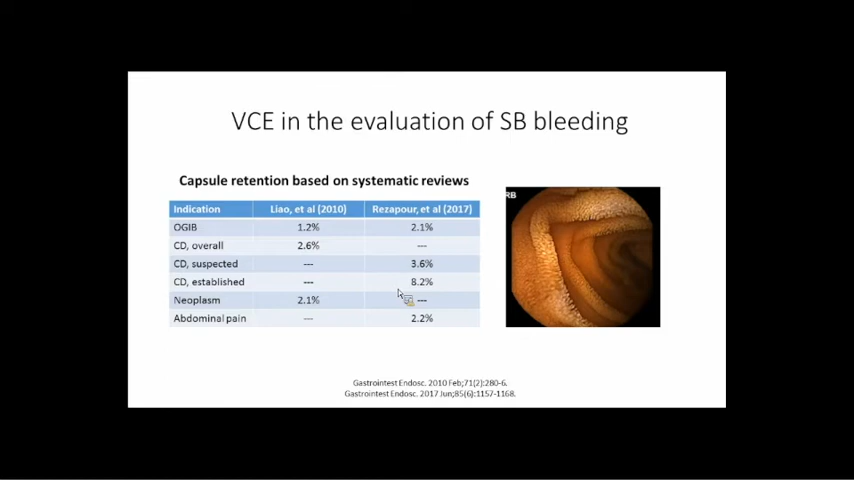 VCE in the evaluation of SB bleeding
Capsule retention based on systematic reviews
Indication Liao, et al (2010) Rezapour, et al (2017)
OGIB 1.2% 2.1%
CD, overall 2.6% ---
CD, suspected --- 3.6%
CD, established --- 8.2%
Neoplasm 2.1% ---
Abdominal pain --- 2.2%
RB
Gastrointest Endosc. 2010 Feb;71(2):280-6.
Gastrointest Endosc. 2017 Jun;85(6):1157-1168.